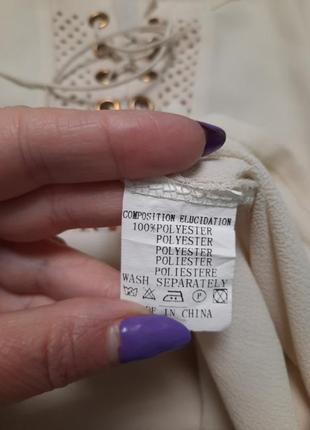 COMPOSITION ELUCIDATION
100%POLYESTER
POLYESTER
POLYESTER
POLIESTER
POLIESTERE
WASH SEPARATELY
P
IN CHINA